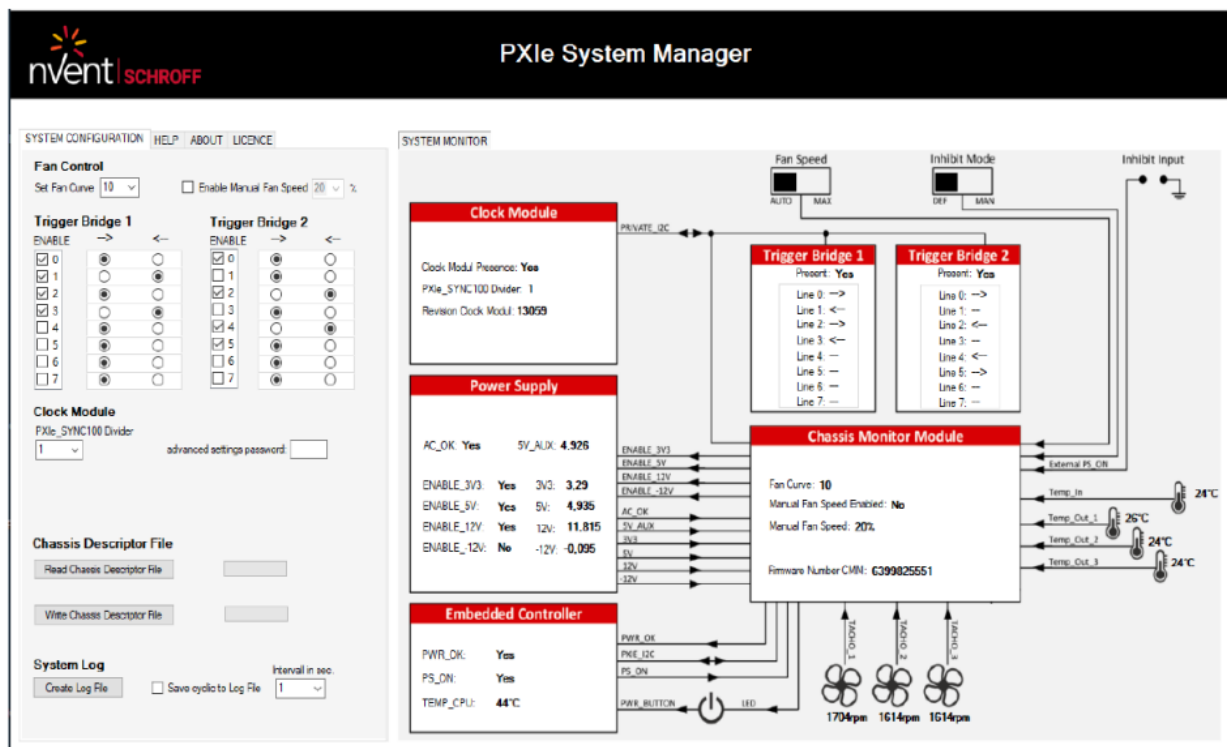 nVent SCHROFF
PXIe System Manager
SYSTEM CONFIGURATION HELP ABOUT LICENCE
Fan Control
Set Fan Curve 10 Enable Manual Fan Speed 20 %
Trigger Bridge 1 Trigger Bridge 2
ENABLE --> <-- ENABLE --> <--
0 0
1 1
2 2
3 3
4 4
5 5
6 6
7 7
Clock Module
PXIe_SYNC100 Divider
1 advanced settings password:
Chassis Descriptor File
Read Chassis Descriptor File
Write Chassis Descriptor File
System Log
Interval in sec.
Create Log File Save cyclic to Log File 1
SYSTEM MONITOR
Fan Speed
AUTO MAX
Inhibit Mode
DEF MAN
Inhibit Input
Clock Module
Clock Modul Presence: Yes
PXIe_SYNC100 Divider: 1
Revision Clock Modul: 13059
PRIVATE_I2C
Trigger Bridge 1
Present: Yes
Line 0: -->
Line 1: <--
Line 2: -->
Line 3: <--
Line 4: ---
Line 5: ---
Line 6: ---
Line 7: ---
Trigger Bridge 2
Present: Yes
Line 0: -->
Line 1: ---
Line 2: <--
Line 3: ---
Line 4: <--
Line 5: -->
Line 6: ---
Line 7: ---
Power Supply
AC_OK: Yes 5V_AUX: 4,926
ENABLE_3V3: Yes 3V3: 3,29
ENABLE_5V: Yes 5V: 4,935
ENABLE_12V: Yes 12V: 11,815
ENABLE_-12V: No -12V: -0,095
ENABLE_3V3
ENABLE_5V
ENABLE_12V
ENABLE_-12V
AC_OK
5V_AUX
3V3
5V
12V
-12V
Chassis Monitor Module
Fan Curve: 10
Manual Fan Speed Enabled: No
Manual Fan Speed: 20%
Firmware Number CMM: 6399825551
External PS_ON
Temp_In 24°C
Temp_Out_1 26°C
Temp_Out_2 24°C
Temp_Out_3 24°C
Embedded Controller
PWR_OK: Yes
PS_ON: Yes
TEMP_CPU: 44°C
PWR_OK
PXIE_I2C
PS_ON
PWR_BUTTON LED
TACHO_1
TACHO_2
TACHO_3
1704rpm 1614rpm 1614rpm